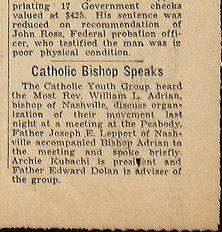 priating 17 Government checks
valued at $425. His sentence was
reduced on recommendation of
John Ross, Federal probation offi-
cer, who testified the man was in
poor physical condition.
Catholic Bishop Speaks
The Catholic Youth Group heard
the Most Rev. William L. Adrian,
bishop of Nashville, discuss organ-
ization of their movement last
night at a meeting at the Peabody.
Father Joseph E. Leppert of Nash-
ville accompanied Bishop Adrian to
the meeting and spoke briefly.
Archie Kubachi is president and
Father Edward Dolan is adviser of
the group.